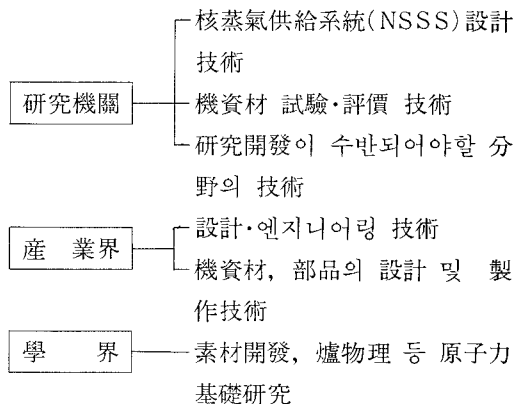 核蒸氣供給系統(NSSS)設計
技術
研究機關 機資材 試驗·評價 技術
研究開發이 수반되어야할 分
野의 技術
設計·엔지니어링 技術
産 業界
機資材, 部品의 設計 및 製
作技術
學 界 素材開發, 爐物理 등 原子力
基礎研究